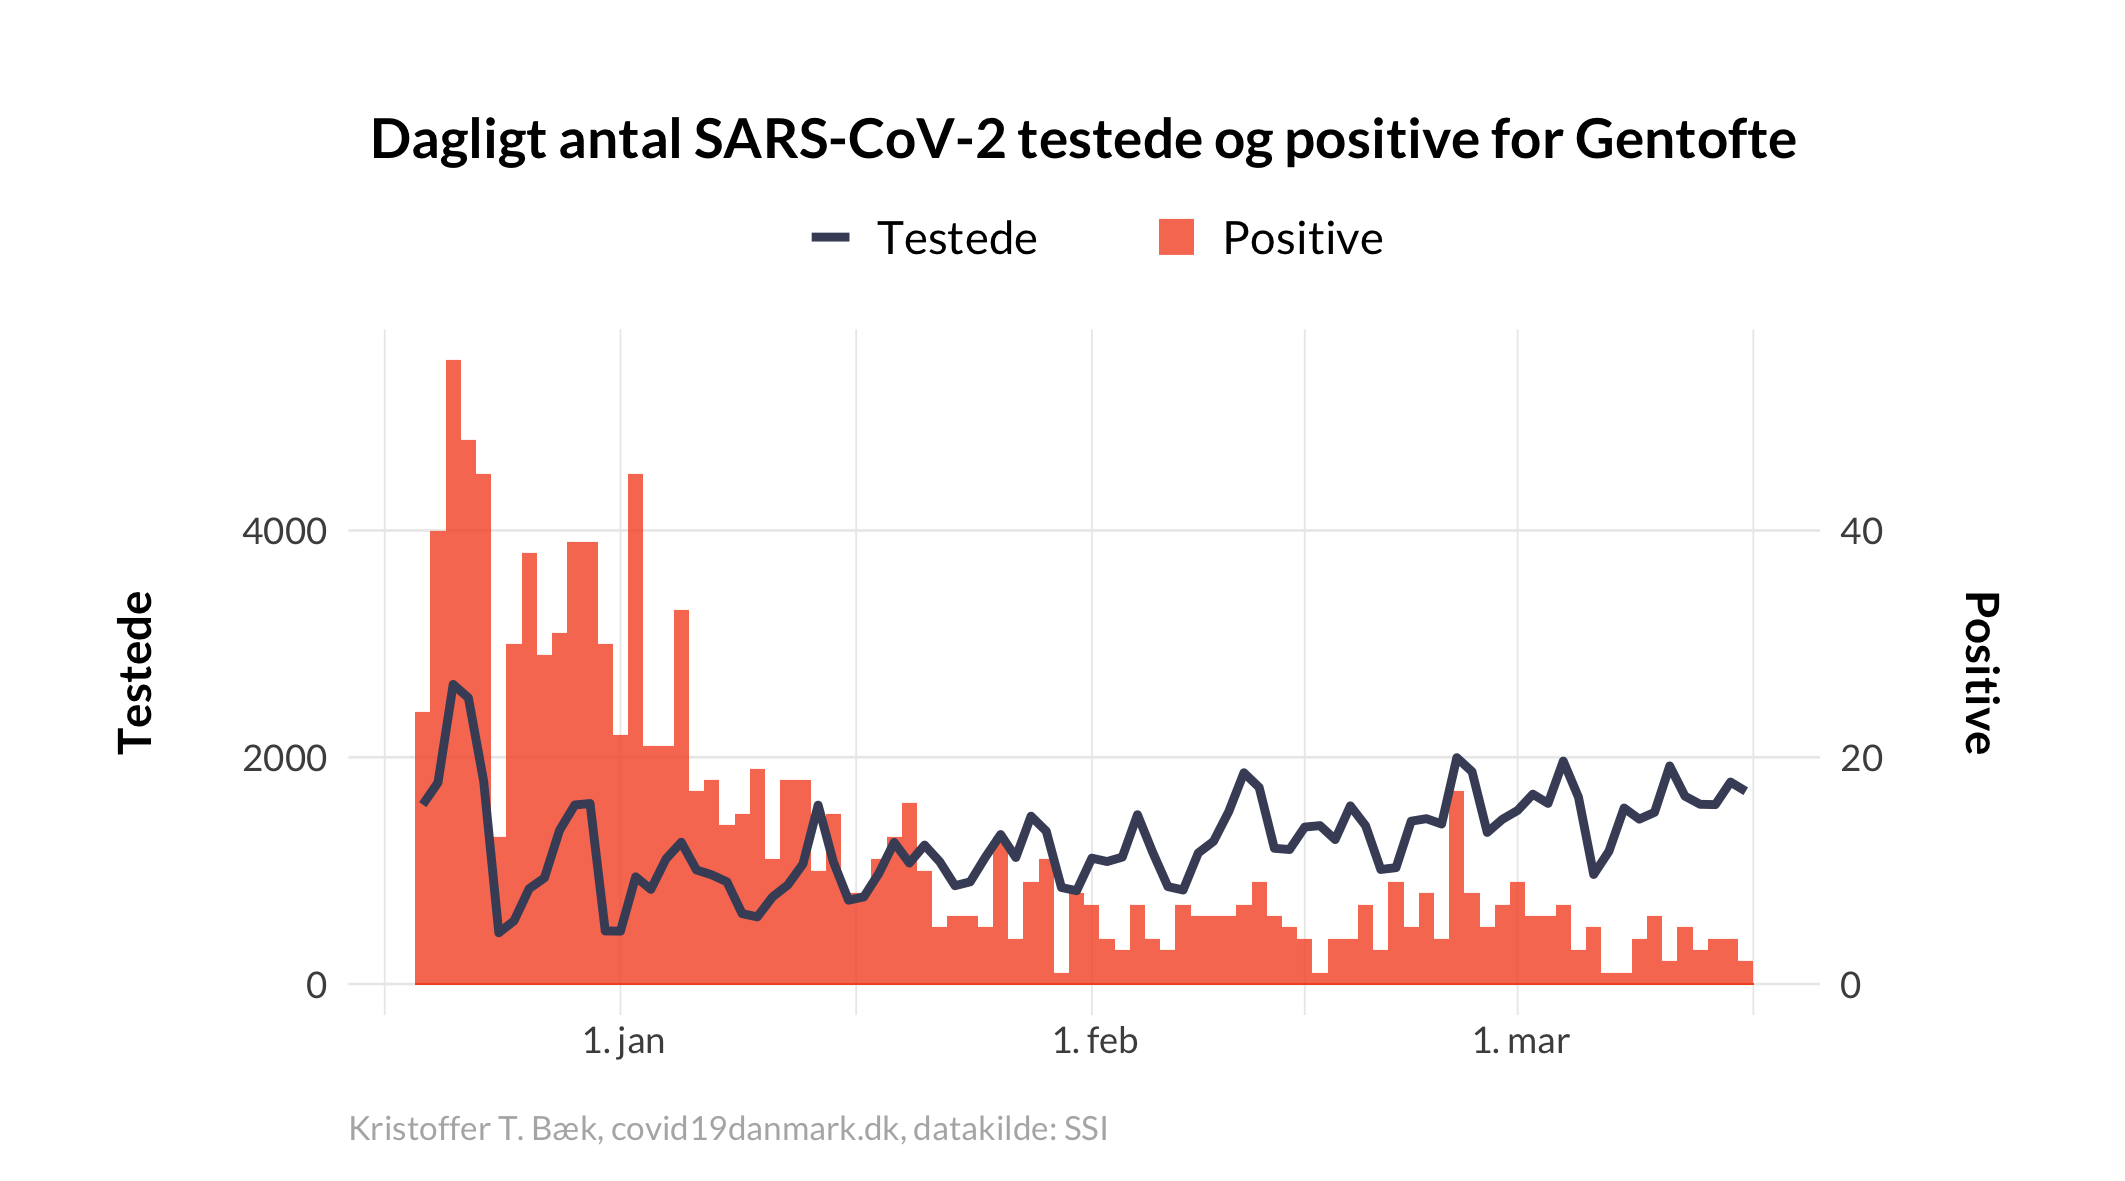 Dagligt antal SARS-CoV-2 testede og positive for Gentofte
Testede
Positive
4000
2000
0
Testede
40
20
0
Positive
1. jan
1. feb
1. mar
Kristoffer T. Bæk, covid19danmark.dk, datakilde: SSI